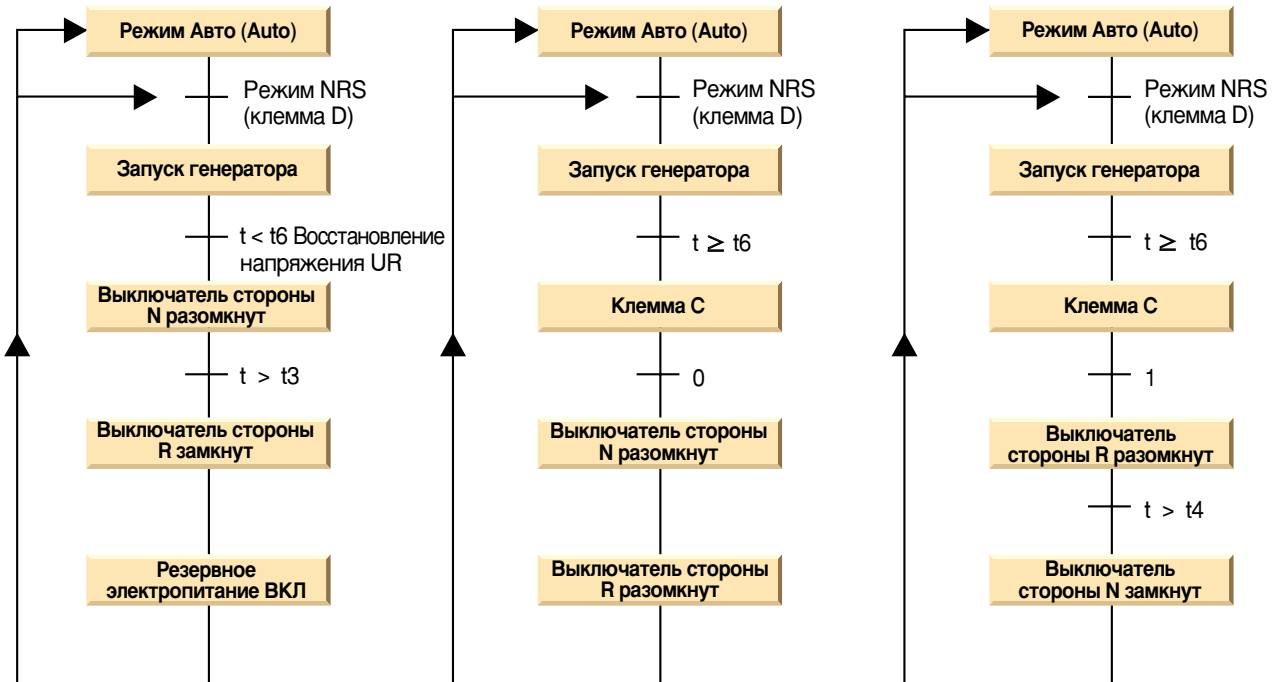 Режим Авто (Auto)
Режим NRS
(клемма D)
Запуск генератора
t < t6 Восстановление
напряжения UR
Выключатель стороны
N разомкнут
t > t3
Выключатель стороны
R замкнут
Резервное
электропитание ВКЛ
Режим Авто (Auto)
Режим NRS
(клемма D)
Запуск генератора
t ≥ t6
Клемма C
0
Выключатель стороны
N разомкнут
Выключатель стороны
R разомкнут
Режим Авто (Auto)
Режим NRS
(клемма D)
Запуск генератора
t ≥ t6
Клемма C
1
Выключатель
стороны R разомкнут
t > t4
Выключатель
стороны N замкнут